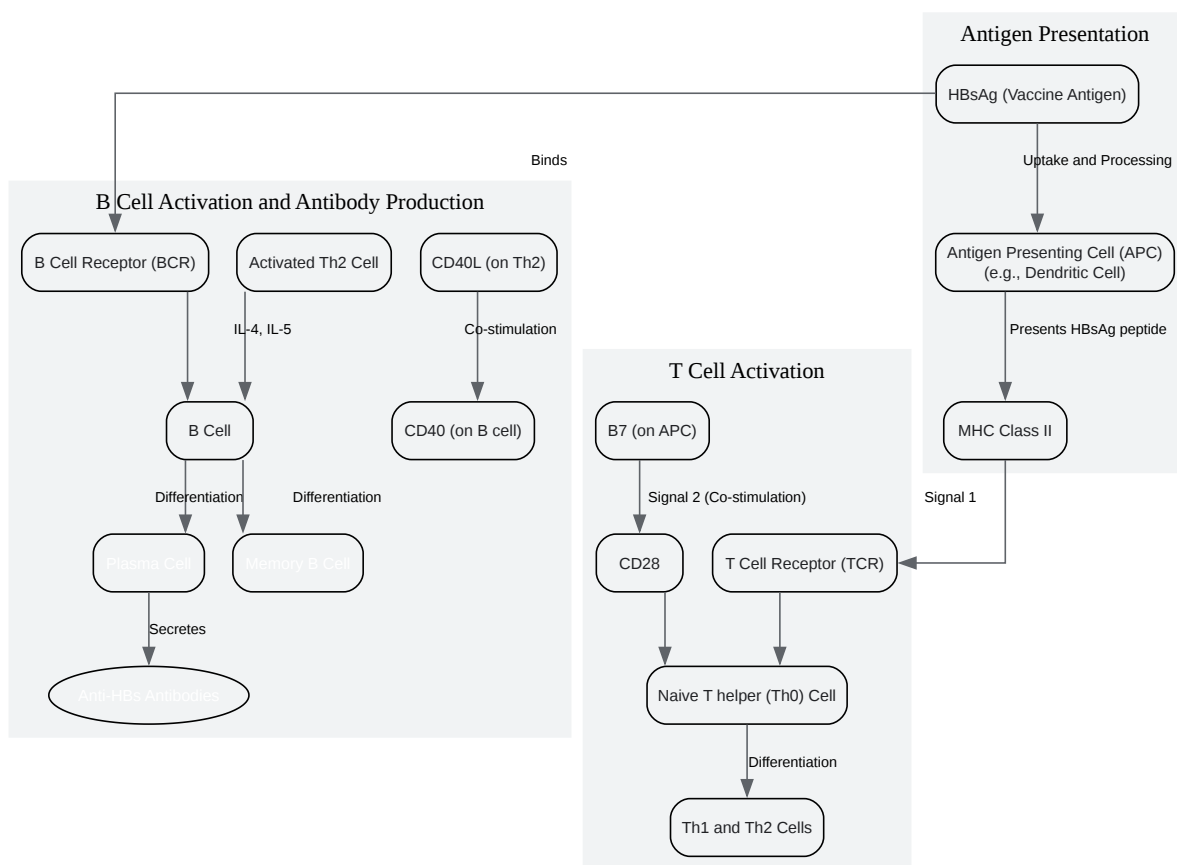 Antigen Presentation
HBsAg (Vaccine Antigen)
Binds
Uptake and Processing
B Cell Activation and Antibody Production
B Cell Receptor (BCR)
Activated Th2 Cell
CD40L (on Th2)
Antigen Presenting Cell (APC)
(e.g., Dendritic Cell)
IL-4, IL-5
Co-stimulation
Presents HBsAg peptide
T Cell Activation
B Cell
CD40 (on B cell)
B7 (on APC)
MHC Class II
Differentiation
Differentiation
Signal 2 (Co-stimulation)
Signal 1
Plasma Cell
Memory B Cell
CD28
T Cell Receptor (TCR)
Secretes
Anti-HBs Antibodies
Naive T helper (Th0) Cell
Differentiation
Th1 and Th2 Cells